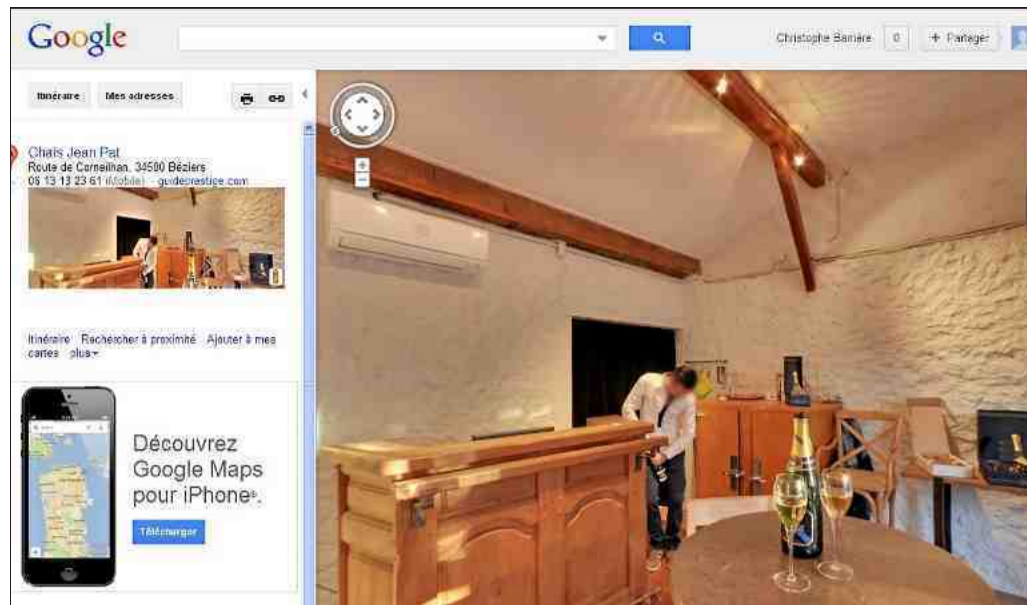 Google
Christophe Barrière 0 + Partager
Itinéraire Mes adresses
Chais Jean Pat
Route de Corneilhan, 34500 Béziers
06 13 13 23 61 (Mobile) - guideprestige.com
Itinéraire Rechercher à proximité Ajouter à mes
cartes plus
Découvrez
Google Maps
pour iPhone®.
Télécharger